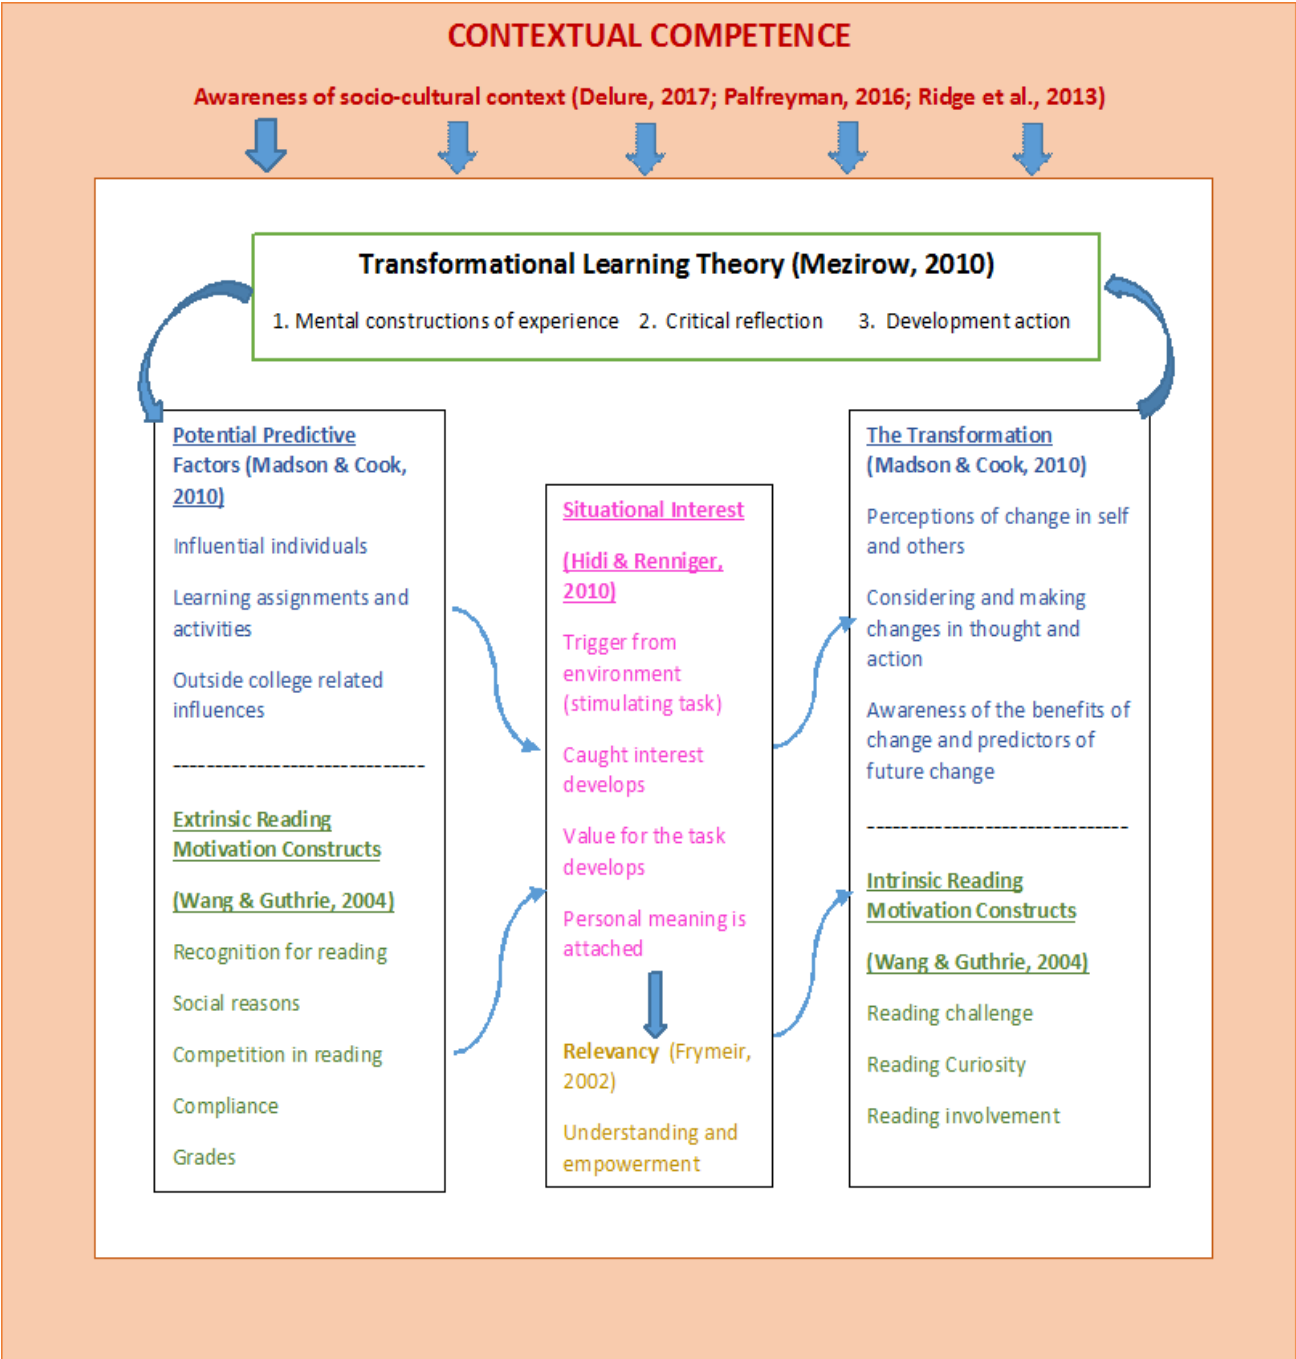 CONTEXTUAL COMPETENCE
Awareness of socio-cultural context (Delure, 2017; Palfreyman, 2016; Ridge et al., 2013)
Transformational Learning Theory (Mezirow, 2010)
1. Mental constructions of experience 2. Critical reflection 3. Development action
Potential Predictive
Factors (Madson & Cook,
2010)
Influential individuals
Learning assignments and
activities
Outside college related
influences
------------------------------
Extrinsic Reading
Motivation Constructs
(Wang & Guthrie, 2004)
Recognition for reading
Social reasons
Competition in reading
Compliance
Grades
Situational Interest
(Hidi & Renniger,
2010)
Trigger from
environment
(stimulating task)
Caught interest
develops
Value for the task
develops
Personal meaning is
attached
Relevancy (Frymeir,
2002)
Understanding and
empowerment
The Transformation
(Madson & Cook, 2010)
Perceptions of change in self
and others
Considering and making
changes in thought and
action
Awareness of the benefits of
change and predictors of
future change
-------------------------------
Intrinsic Reading
Motivation Constructs
(Wang & Guthrie, 2004)
Reading challenge
Reading Curiosity
Reading involvement